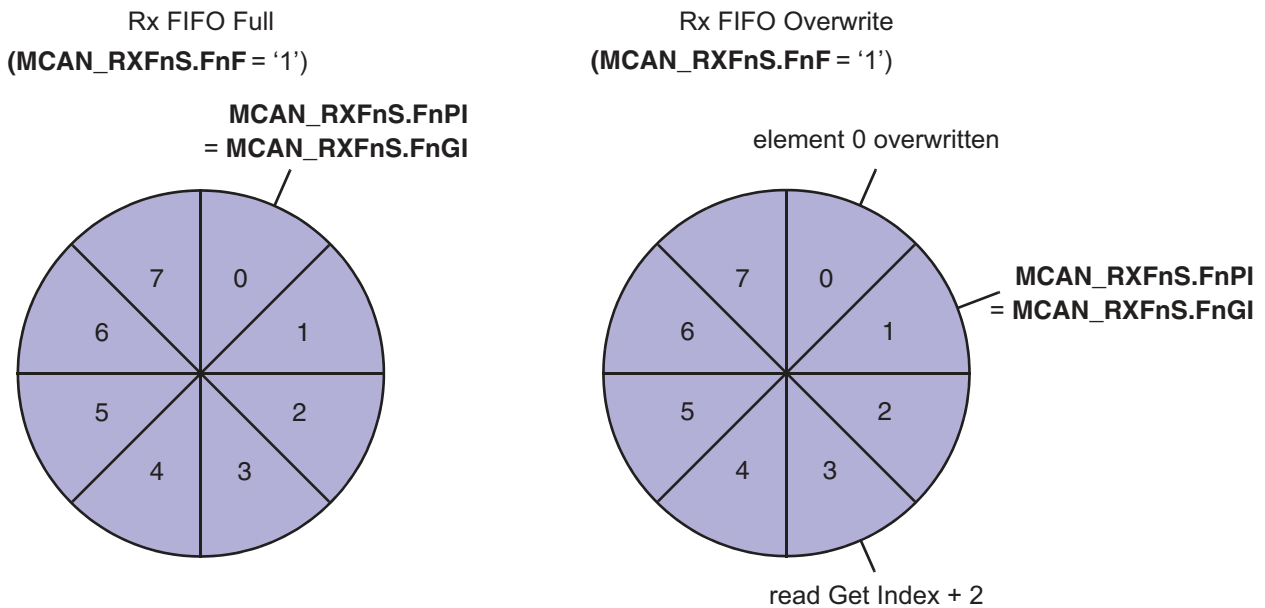 Rx FIFO Full
(MCAN_RXFnS.FnF = ‘1’)
MCAN_RXFnS.FnPI
= MCAN_RXFnS.FnGI
7
0
6
1
5
2
4
3
Rx FIFO Overwrite
(MCAN_RXFnS.FnF = ‘1’)
element 0 overwritten
MCAN_RXFnS.FnPI
= MCAN_RXFnS.FnGI
7
0
6
1
5
2
4
3
read Get Index + 2